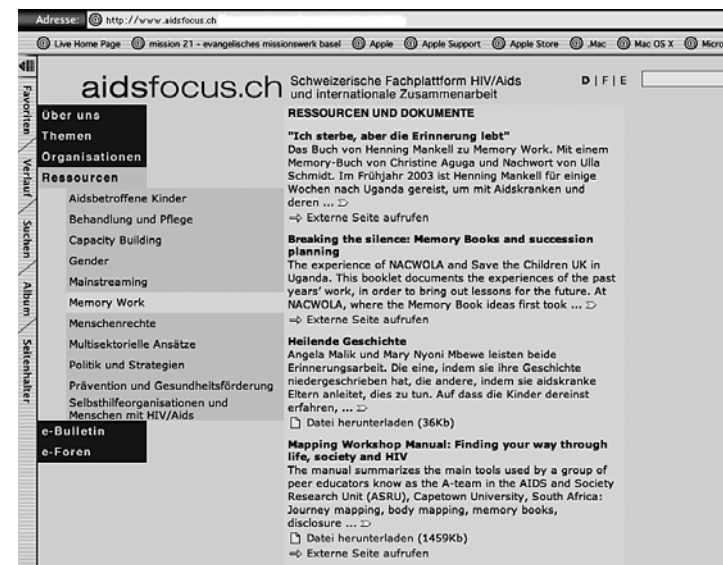 Adresse: @ http://www.aidsfocus.ch
@ Live Home Page @ mission 21 - evangelisches missionswerk basel @ Apple @ Apple Support @ Apple Store @ .Mac @ Mac OS X @ Micro
Favoriten
Verlauf
Suchen
Album
Seitenhalter
aidsfocus.ch
Schweizerische Fachplattform HIV/Aids
und internationale Zusammenarbeit
D | F | E
Über uns
Themen
Organisationen
Ressourcen
Aidsbetroffene Kinder
Behandlung und Pflege
Capacity Building
Gender
Mainstreaming
Memory Work
Menschenrechte
Multisektorielle Ansätze
Politik und Strategien
Prävention und Gesundheitsförderung
Selbsthilfeorganisationen und
Menschen mit HIV/Aids
e-Bulletin
e-Foren
RESSOURCEN UND DOKUMENTE
"Ich sterbe, aber die Erinnerung lebt"
Das Buch von Henning Mankell zu Memory Work. Mit einem
Memory-Buch von Christine Aguga und Nachwort von Ulla
Schmidt. Im Frühjahr 2003 ist Henning Mankell für einige
Wochen nach Uganda gereist, um mit Aidskranken und
deren ...
⇨ Externe Seite aufrufen
Breaking the silence: Memory Books and succession
planning
The experience of NACWOLA and Save the Children UK in
Uganda. This booklet documents the experiences of the past
years' work, in order to bring out lessons for the future. At
NACWOLA, where the Memory Book ideas first took ...
⇨ Externe Seite aufrufen
Heilende Geschichte
Angela Malik und Mary Nyoni Mbewe leisten beide
Erinnerungsarbeit. Die eine, indem sie ihre Geschichte
niedergeschrieben hat, die andere, indem sie aidskranke
Eltern anleitet, dies zu tun. Auf dass die Kinder dereinst
erfahren, ...
Datei herunterladen (36Kb)
Mapping Workshop Manual: Finding your way through
life, society and HIV
The manual summarizes the main tools used by a group of
peer educators know as the A-team in the AIDS and Society
Research Unit (ASRU), Capetown University, South Africa:
Journey mapping, body mapping, memory books,
disclosure ...
Datei herunterladen (1459Kb)
⇨ Externe Seite aufrufen